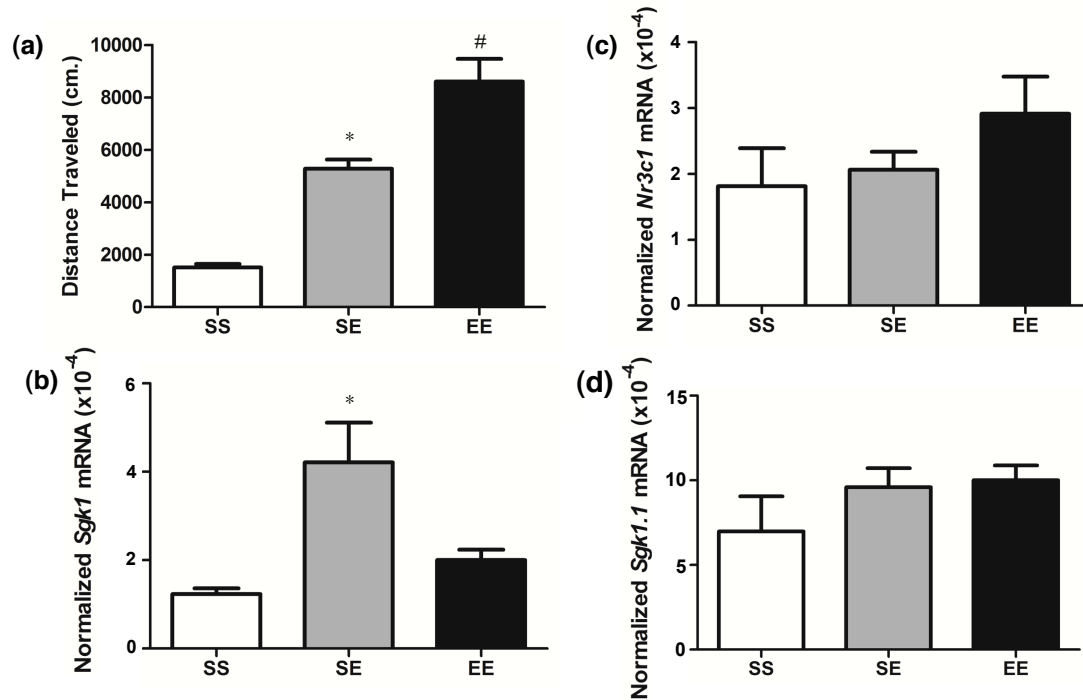 (a)
Distance Traveled (cm.)
10000
8000
6000
4000
2000
0
*
#
SS SE EE
(b)
Normalized Sgk1 mRNA (x10-4)
6
4
2
0
*
SS SE EE
(c)
Normalized Nr3c1 mRNA (x10-4)
4
3
2
1
0
SS SE EE
(d)
Normalized Sgk1.1 mRNA (x10-4)
15
10
5
0
SS SE EE